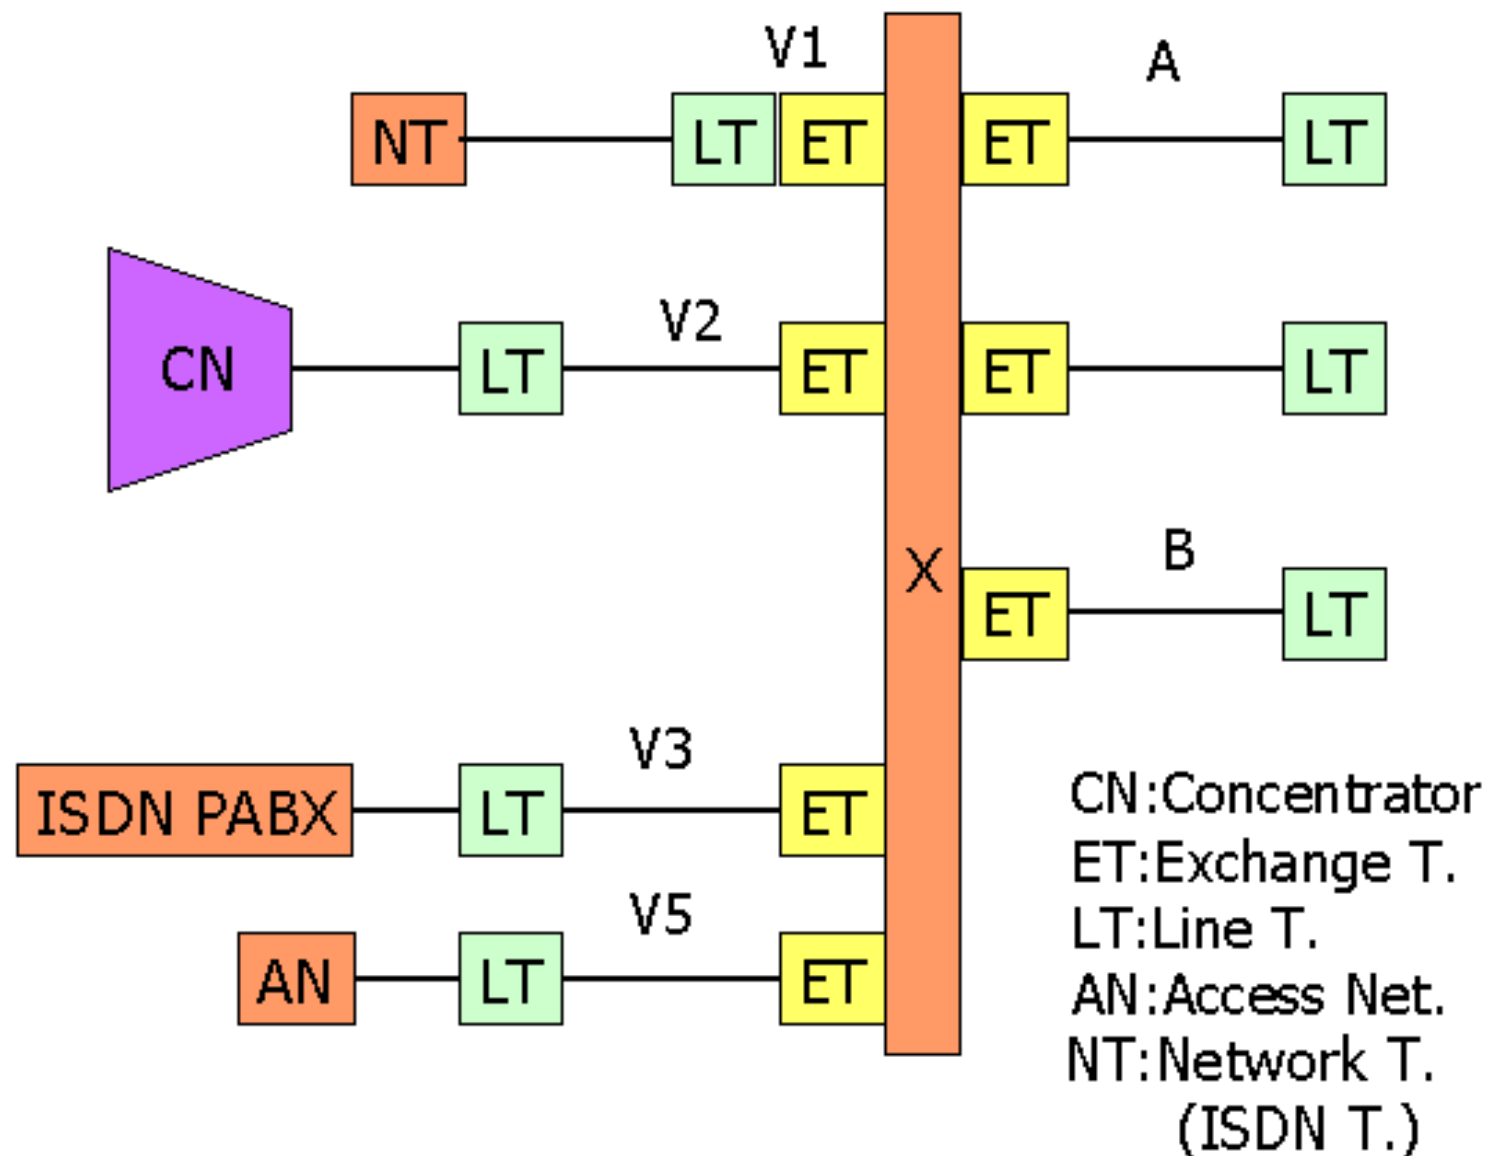 V1 A
NT LT ET ET LT
V2
CN LT ET ET LT
B
X
ET LT
V3
ISDN PABX LT ET
V5
AN LT ET
CN:Concentrator
ET:Exchange T.
LT:Line T.
AN:Access Net.
NT:Network T.
(ISDN T.)